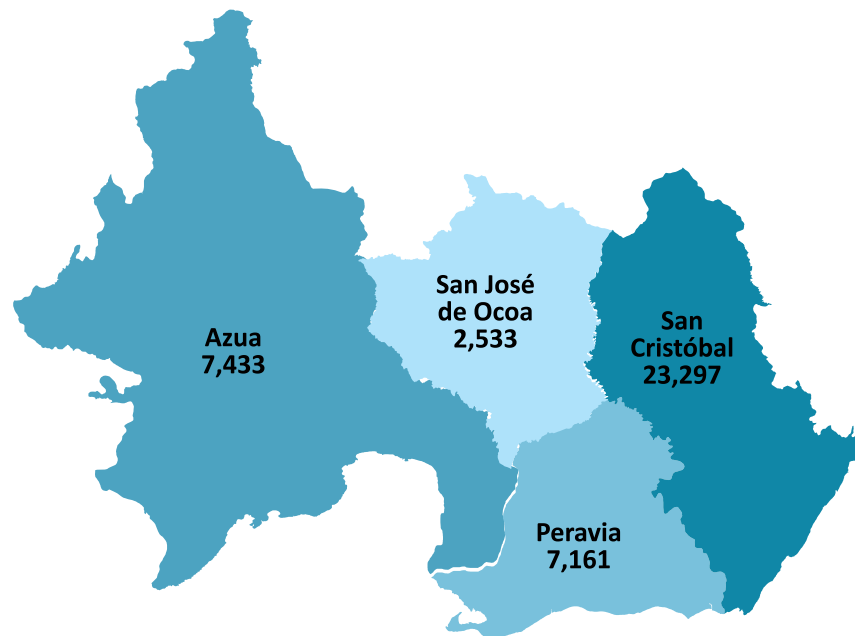 San José
de Ocoa
2,533
Azua
7,433
San
Cristóbal
23,297
Peravia
7,161